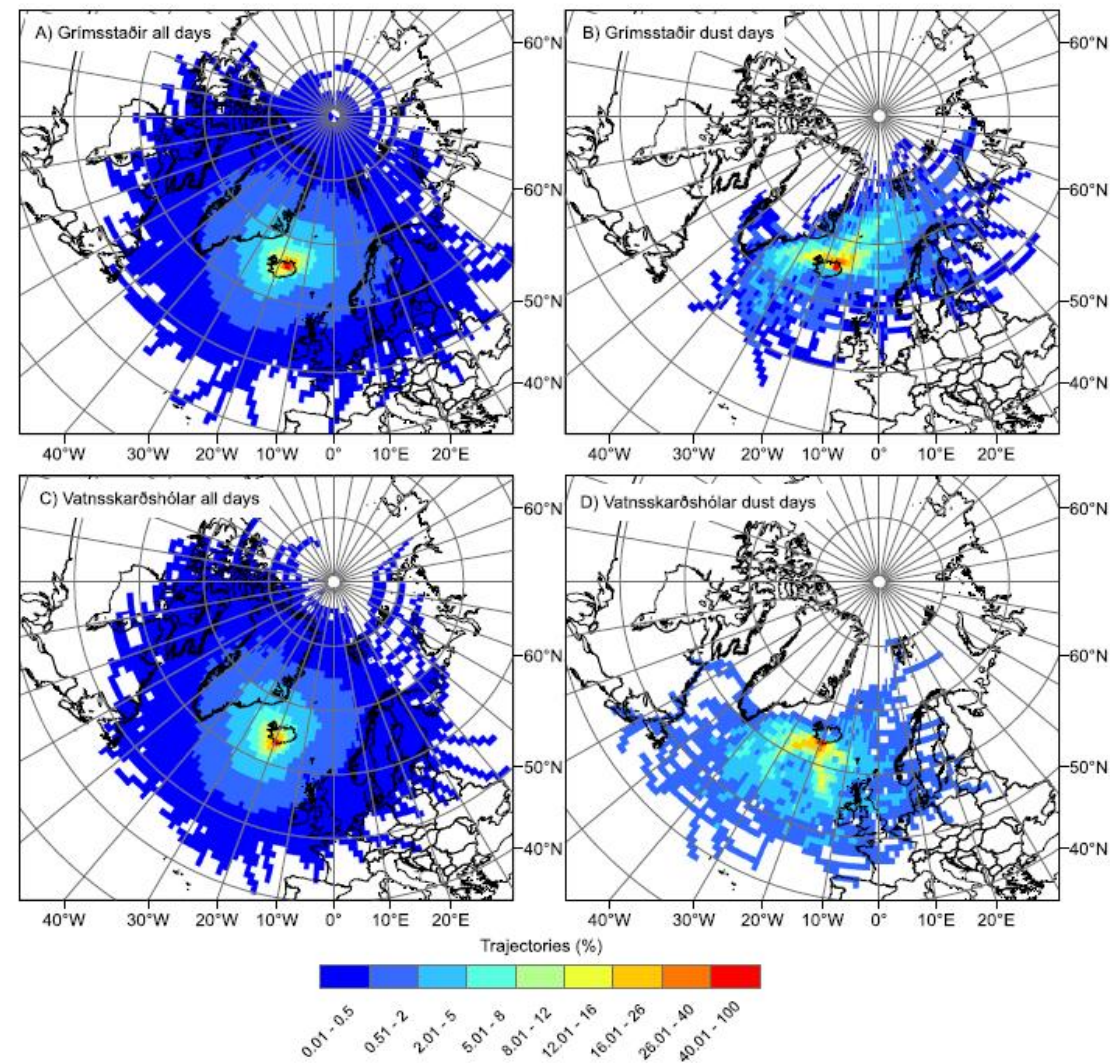 A) Grímsstaðir all days
B) Grímsstaðir dust days
60°N
60°N
60°N
60°N
50°N
50°N
40°N
40°N
40°W 30°W 20°W 10°W 0° 10°E 20°E
40°W 30°W 20°W 10°W 0° 10°E 20°E
C) Vatnsskarðshólar all days
D) Vatnsskarðshólar dust days
60°N
60°N
60°N
60°N
50°N
50°N
40°N
40°N
40°W 30°W 20°W 10°W 0° 10°E 20°E
40°W 30°W 20°W 10°W 0° 10°E 20°E
Trajectories (%)
0.01 - 0.5
0.51 - 2
2.01 - 5
5.01 - 8
8.01 - 12
12.01 - 16
16.01 - 26
26.01 - 40
40.01 - 100